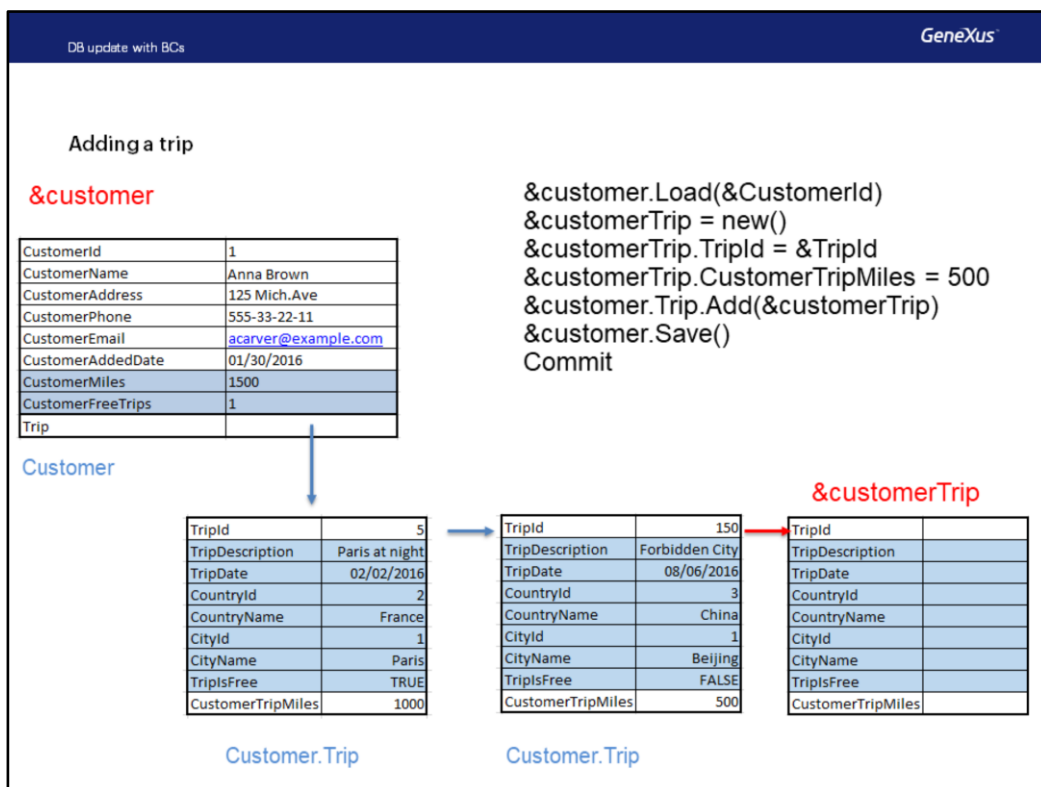 DB update with BCs
GeneXus
Adding a trip
&customer
CustomerId 1
CustomerName Anna Brown
CustomerAddress 125 Mich.Ave
CustomerPhone 555-33-22-11
CustomerEmail acarver@example.com
CustomerAddedDate 01/30/2016
CustomerMiles 1500
CustomerFreeTrips 1
Trip
Customer
&customer.Load(&CustomerId)
&customerTrip = new()
&customerTrip.TripId = &TripId
&customerTrip.CustomerTripMiles = 500
&customer.Trip.Add(&customerTrip)
&customer.Save()
Commit
TripId 5
TripDescription Paris at night
TripDate 02/02/2016
CountryId 2
CountryName France
CityId 1
CityName Paris
TripIsFree TRUE
CustomerTripMiles 1000
Customer.Trip
TripId 150
TripDescription Forbidden City
TripDate 08/06/2016
CountryId 3
CountryName China
CityId 1
CityName Beijing
TripIsFree FALSE
CustomerTripMiles 500
Customer.Trip
&customerTrip
TripId
TripDescription
TripDate
CountryId
CountryName
CityId
CityName
TripIsFree
CustomerTripMiles